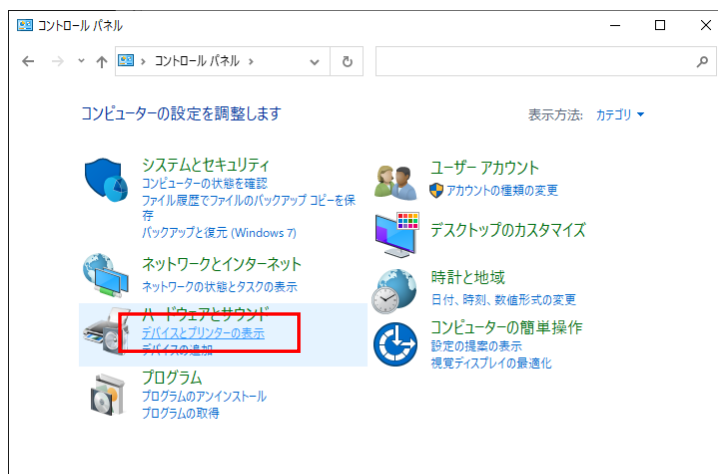 コントロール パネル
コントロール パネル
コンピューターの設定を調整します
表示方法: カテゴリ
システムとセキュリティ
コンピューターの状態を確認
ファイル履歴でファイルのバックアップ コピーを保
存
バックアップと復元 (Windows 7)
ネットワークとインターネット
ネットワークの状態とタスクの表示
ハードウェアとサウンド
デバイスとプリンターの表示
デバイスの追加
プログラム
プログラムのアンインストール
プログラムの取得
ユーザー アカウント
アカウントの種類の変更
デスクトップのカスタマイズ
時計と地域
日付、時刻、数値形式の変更
コンピューターの簡単操作
設定の提案の表示
視覚ディスプレイの最適化